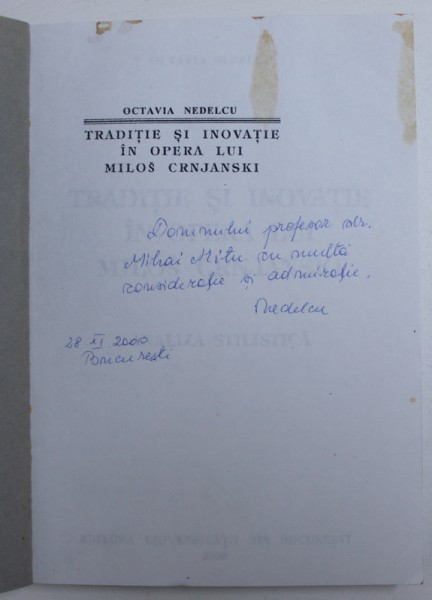 OCTAVIA NEDELCU
TRADIȚIE ȘI INOVAȚIE
ÎN OPERA LUI
MILOŠ CRNJANSKI
Domnului profesor dr.
Mihai Mitu cu multă
considerație și admirație.
Nedelcu
28 XI 2000
București